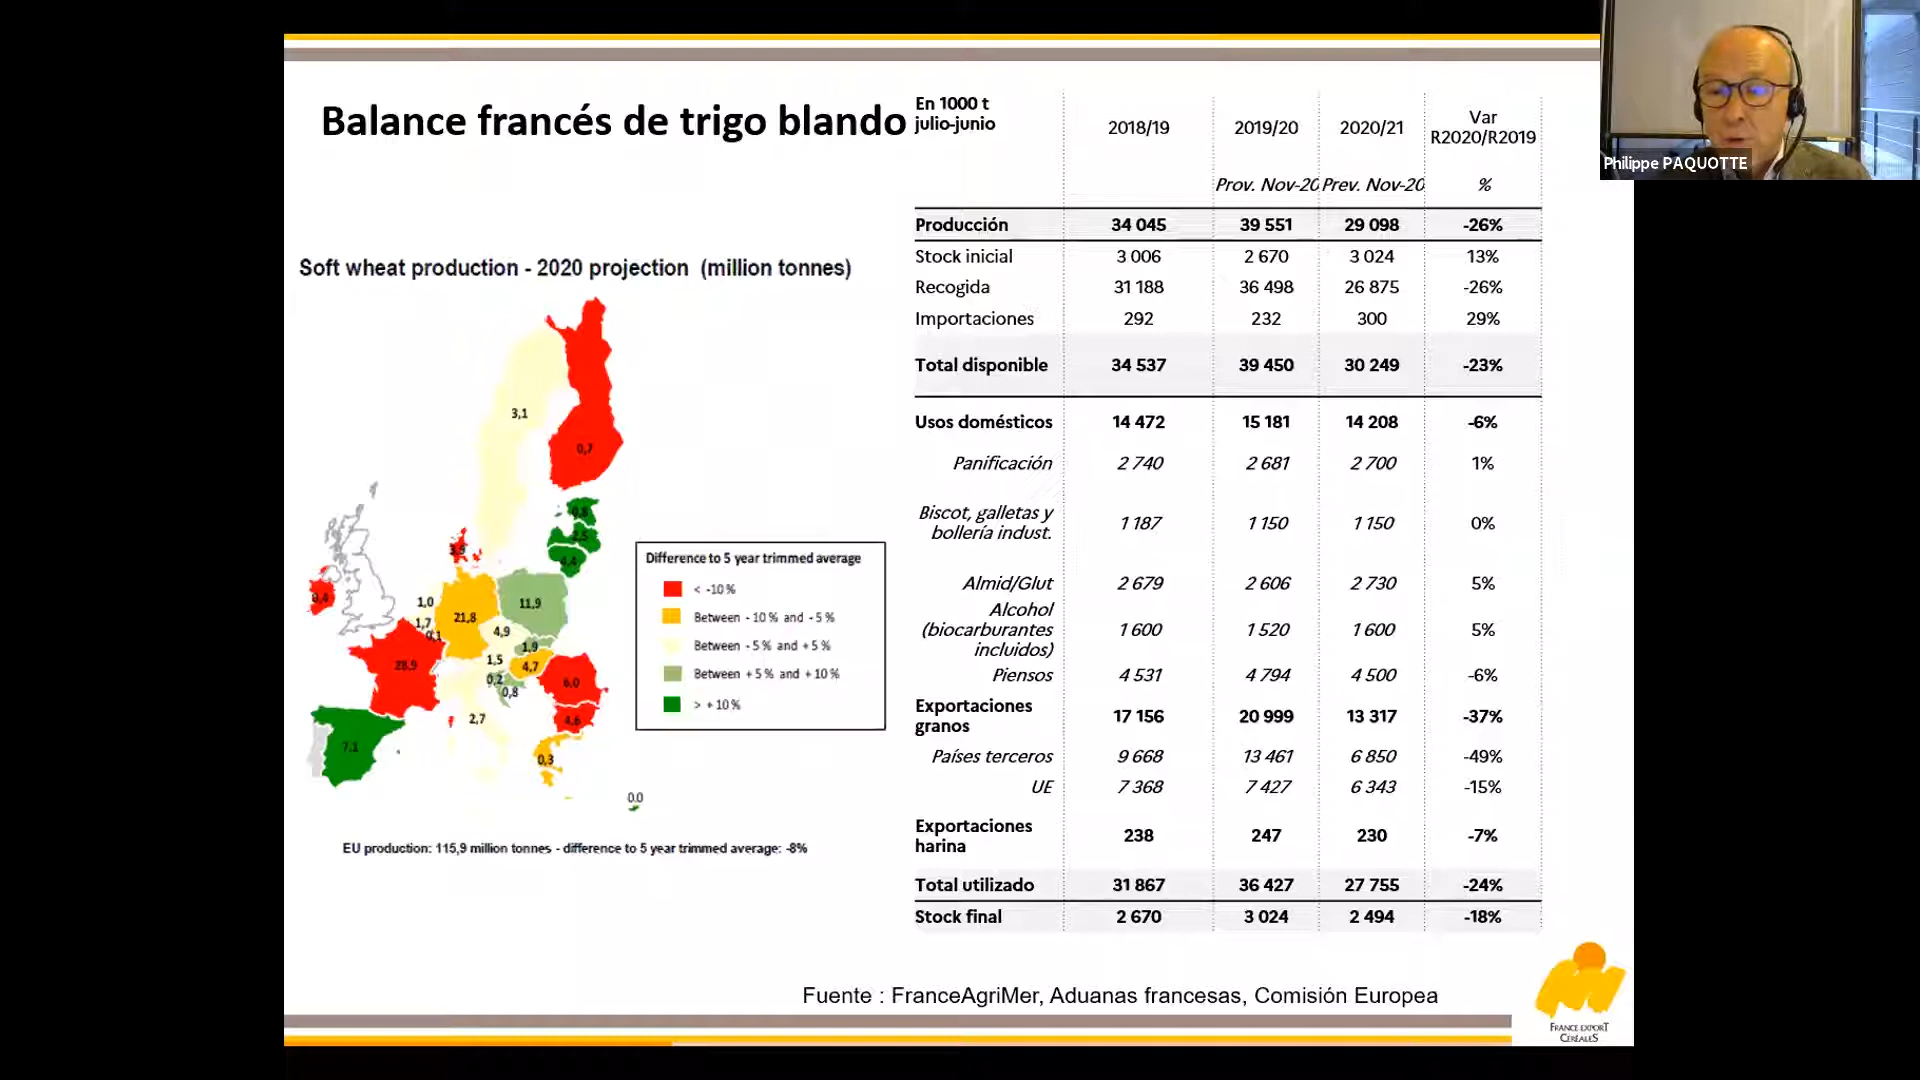 Balance francés de trigo blando
Soft wheat production - 2020 projection (million tonnes)
3,1
0,7
0,8
2,5
4,4
3,9
0,4
1,0
1,7
0,1
21,8
11,9
4,9
1,9
28,9
1,5
4,7
0,2
0,8
6,0
2,7
4,6
7,1
0,3
0.0
Difference to 5 year trimmed average
< -10 %
Between - 10 % and - 5 %
Between - 5 % and + 5 %
Between + 5 % and + 10 %
> + 10 %
EU production: 115,9 million tonnes - difference to 5 year trimmed average: -8%
En 1000 t
julio-junio
2018/19 2019/20 2020/21 Var
R2020/R2019
Prov. Nov-20 Prev. Nov-20 %
Producción 34 045 39 551 29 098 -26%
Stock inicial 3 006 2 670 3 024 13%
Recogida 31 188 36 498 26 875 -26%
Importaciones 292 232 300 29%
Total disponible 34 537 39 450 30 249 -23%
Usos domésticos 14 472 15 181 14 208 -6%
Panificación 2 740 2 681 2 700 1%
Biscot, galletas y
bollería indust. 1 187 1 150 1 150 0%
Almid/Glut 2 679 2 606 2 730 5%
Alcohol
(biocarburantes 1 600 1 520 1 600 5%
incluidos)
Piensos 4 531 4 794 4 500 -6%
Exportaciones
granos 17 156 20 999 13 317 -37%
Países terceros 9 668 13 461 6 850 -49%
UE 7 368 7 427 6 343 -15%
Exportaciones
harina 238 247 230 -7%
Total utilizado 31 867 36 427 27 755 -24%
Stock final 2 670 3 024 2 494 -18%
Fuente : FranceAgriMer, Aduanas francesas, Comisión Europea
FRANCE EXPORT
CÉRÉALES
Philippe PAQUOTTE